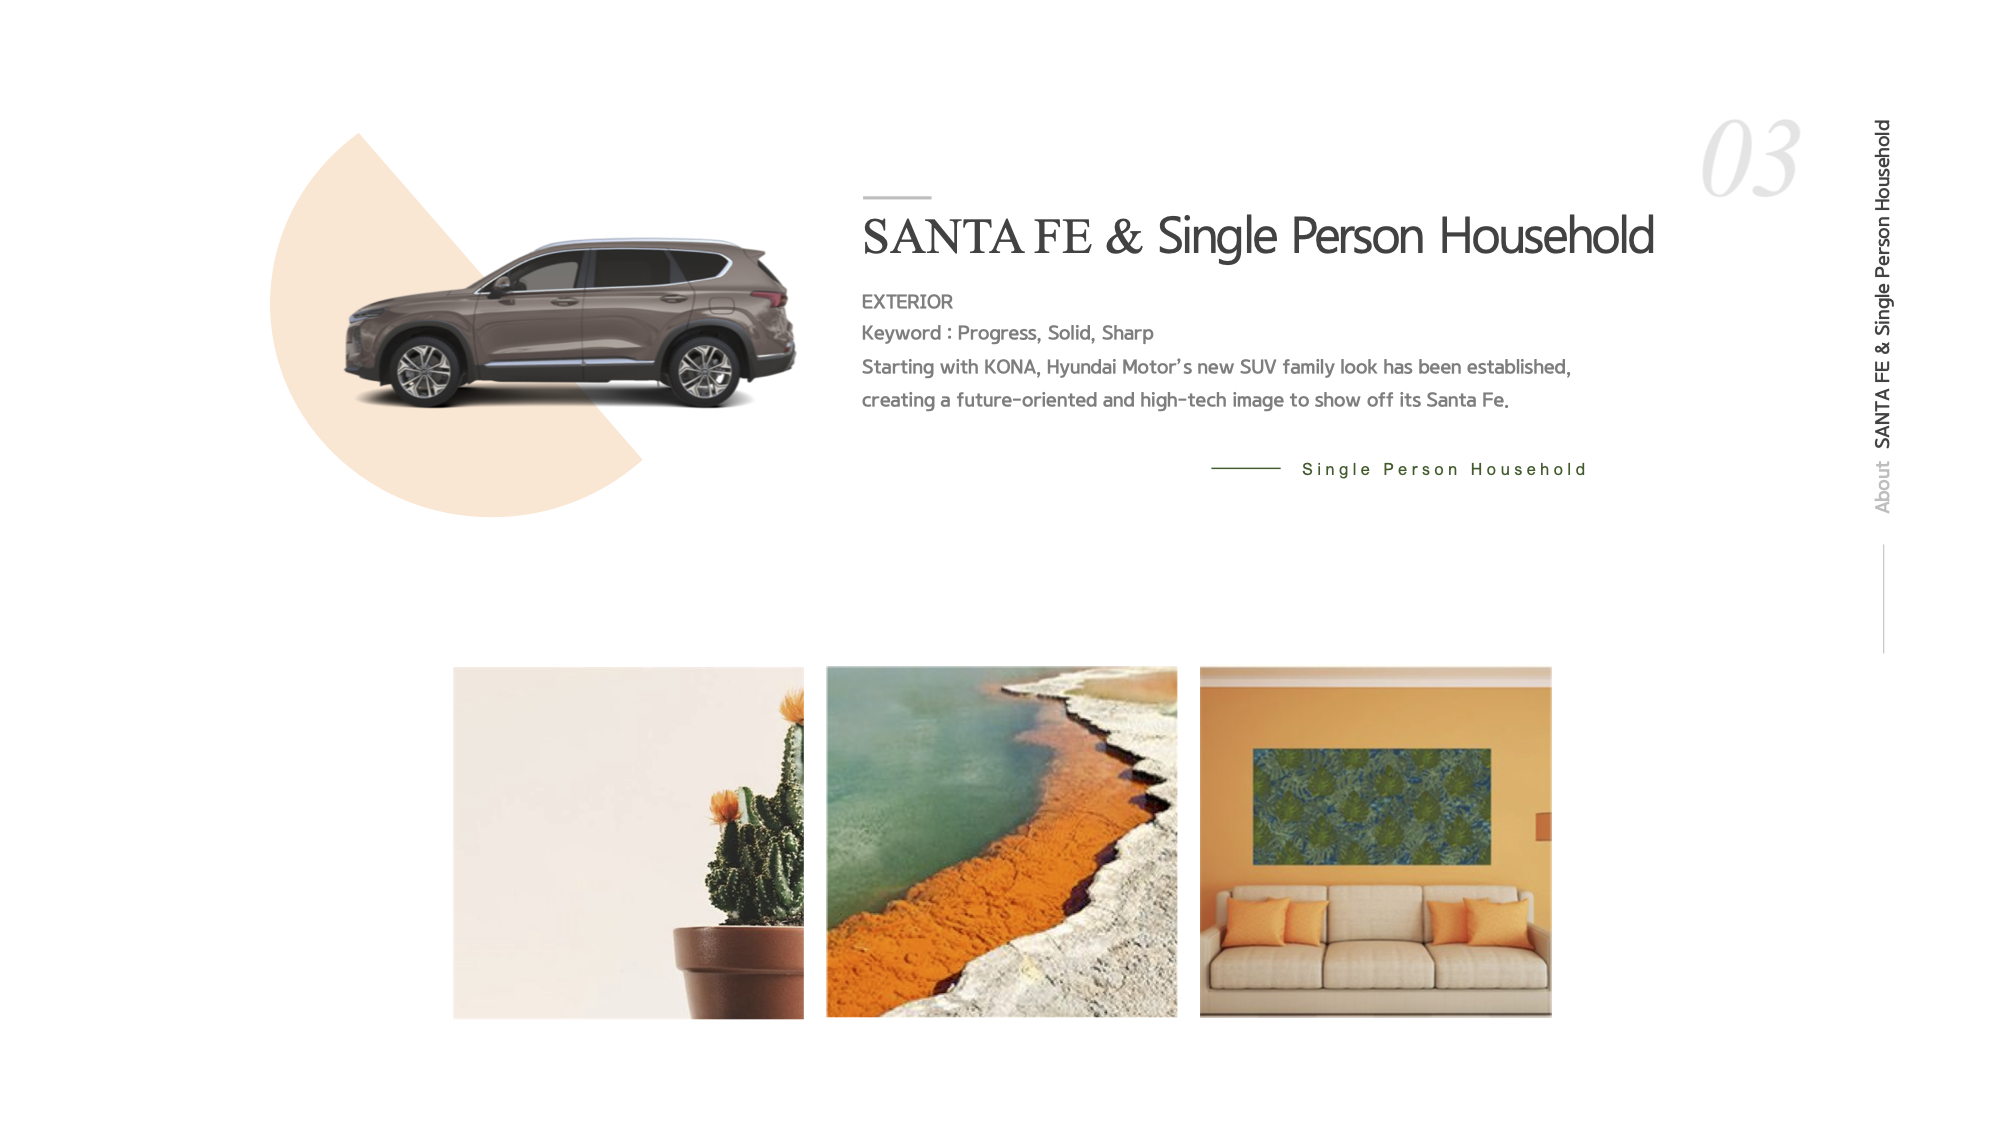 03
SANTA FE & Single Person Household
EXTERIOR
Keyword : Progress, Solid, Sharp
Starting with KONA, Hyundai Motor's new SUV family look has been established,
creating a future-oriented and high-tech image to show off its Santa Fe.
Single Person Household
About SANTA FE & Single Person Household